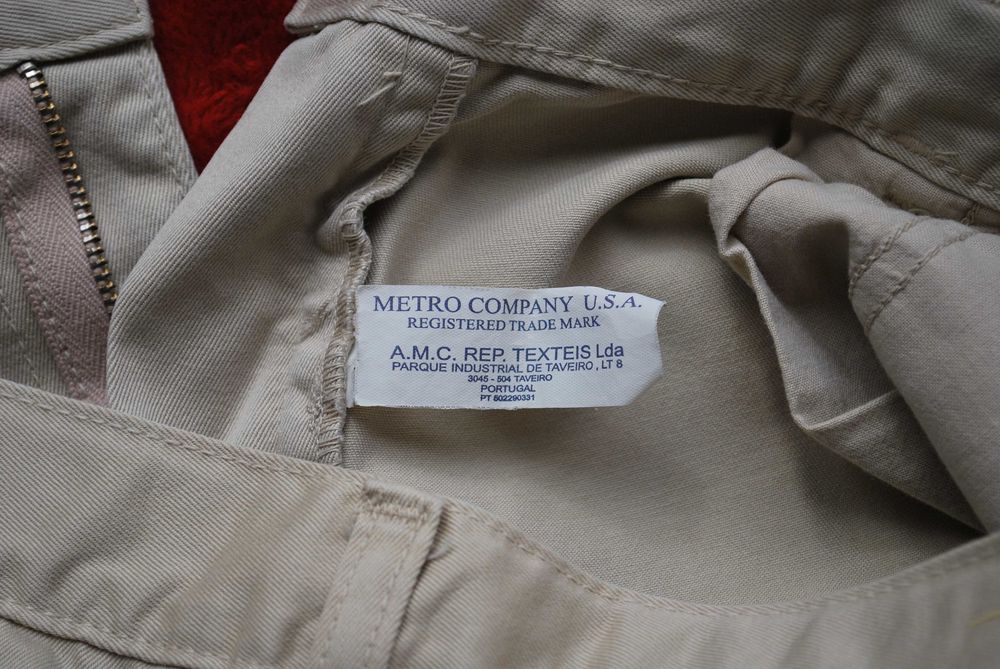 METRO COMPANY U.S.A.
REGISTERED TRADE MARK
A.M.C. REP. TEXTEIS Lda
PARQUE INDUSTRIAL DE TAVEIRO, LT 8
3045 - 504 TAVEIRO
PORTUGAL
PT 502290331